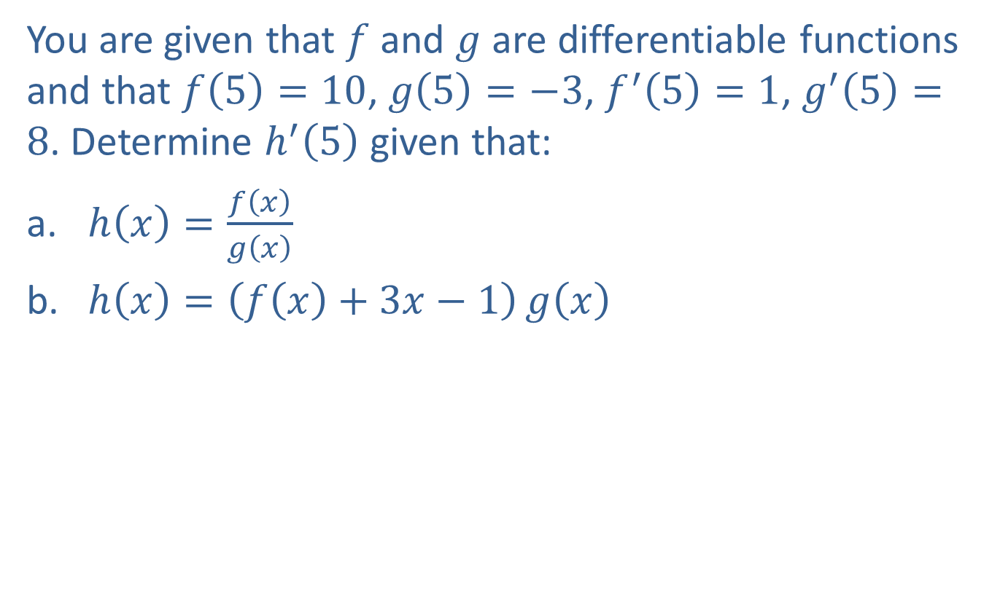 You are given that 𝑓 and 𝑔 are differentiable functions
and that 𝑓(5) = 10, 𝑔(5) = −3, 𝑓′(5) = 1, 𝑔′(5) =
8. Determine ℎ′(5) given that:
a. ℎ(𝑥) = 𝑓(𝑥)/𝑔(𝑥)
b. ℎ(𝑥) = (𝑓(𝑥) + 3𝑥 − 1) 𝑔(𝑥)